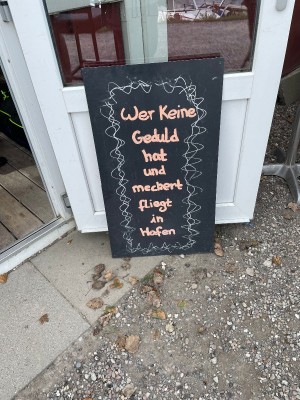 Wer Keine
Geduld
hat
und
meckert
fliegt
in
Hafen